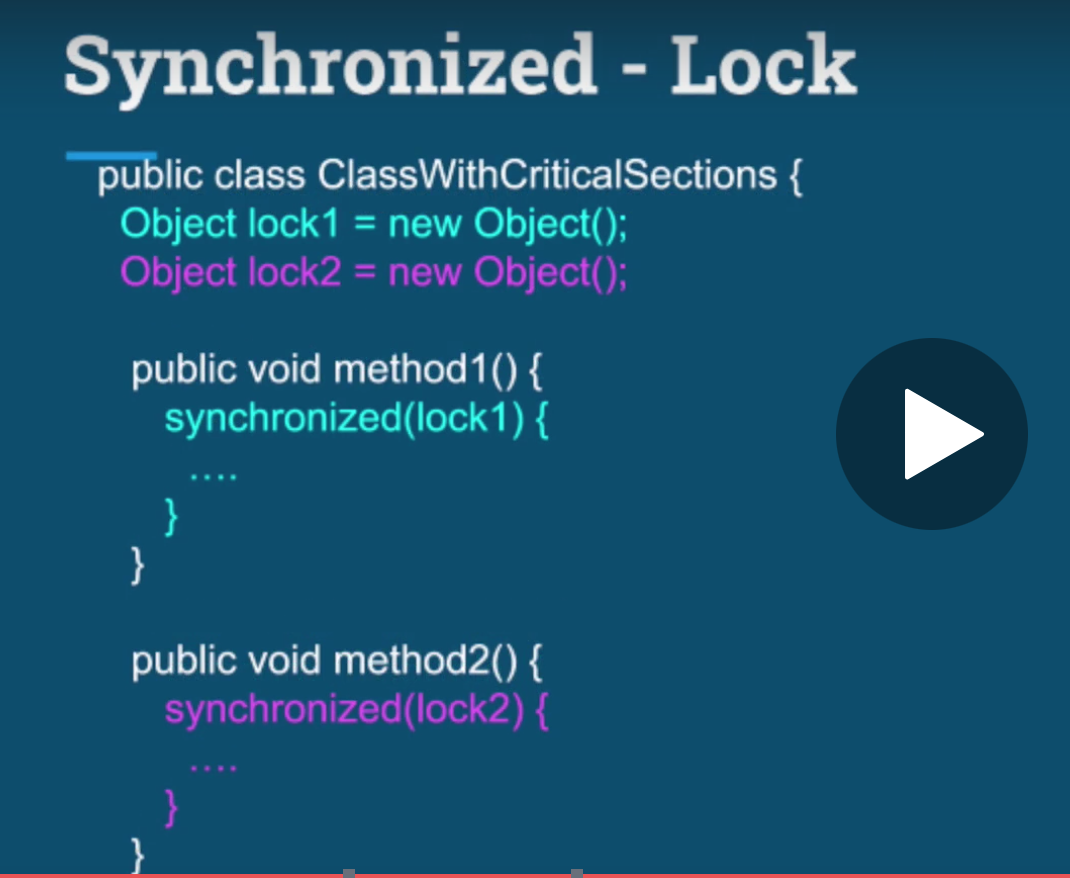 Synchronized - Lock
public class ClassWithCriticalSections {
Object lock1 = new Object();
Object lock2 = new Object();
public void method1() {
synchronized(lock1) {
....
}
}
public void method2() {
synchronized(lock2) {
....
}
}